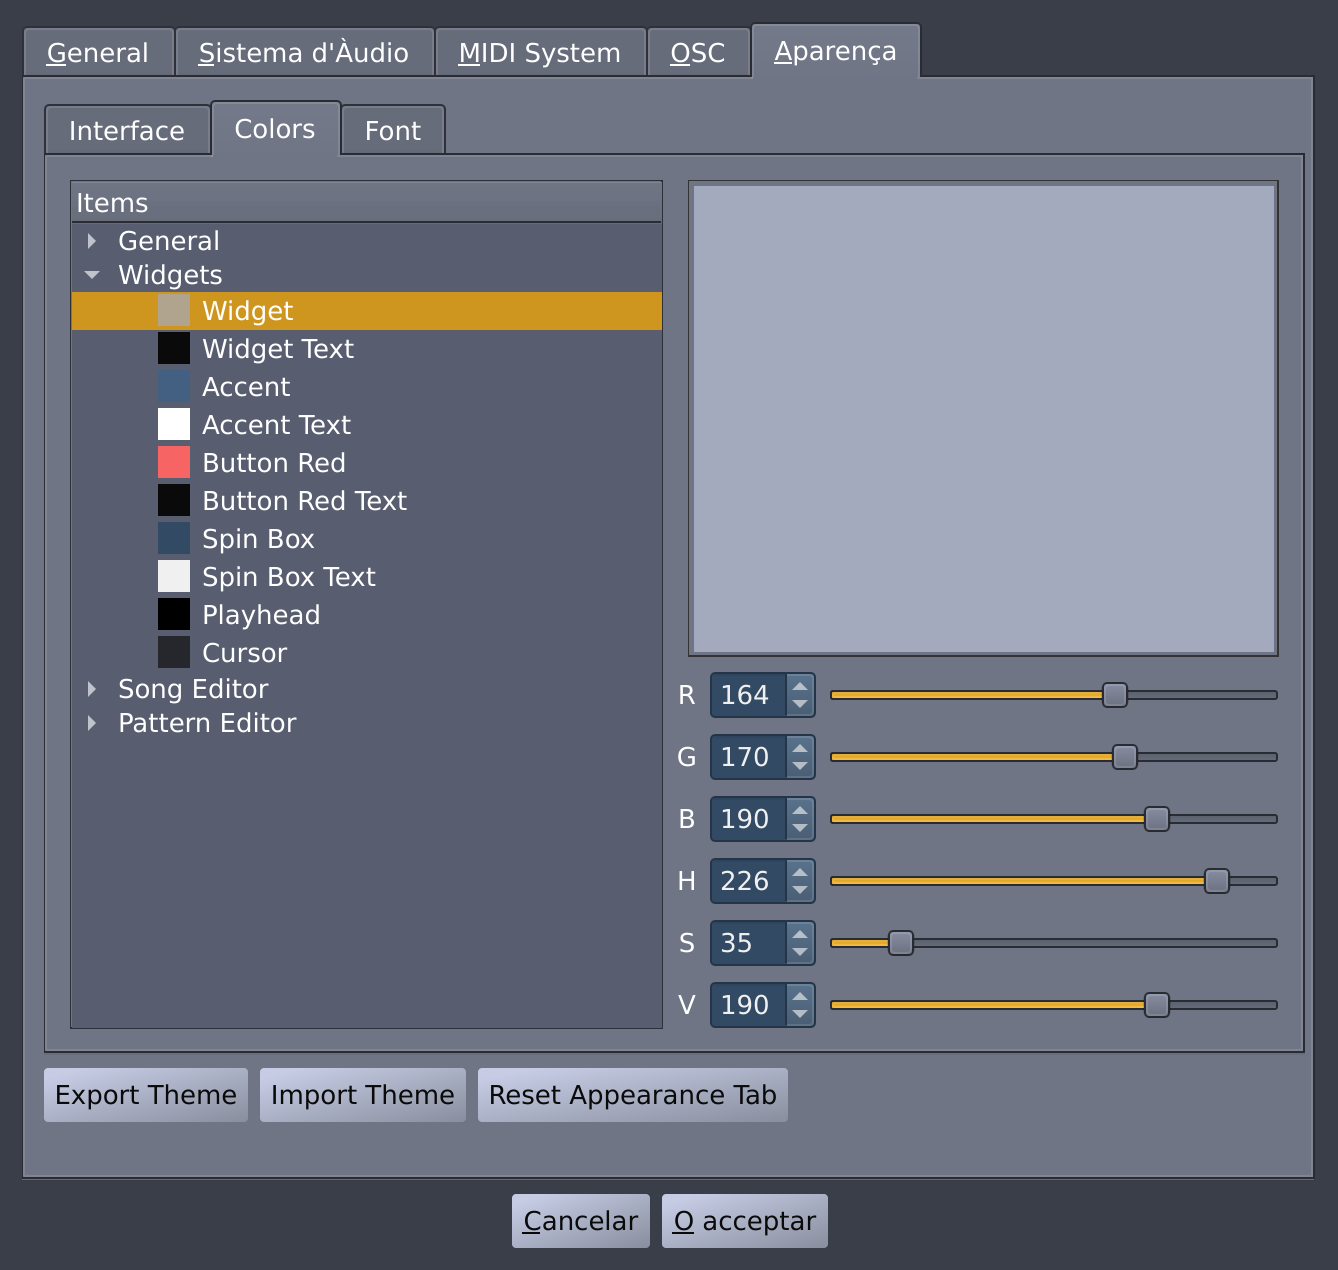 General Sistema d'Àudio MIDI System OSC Aparença
Interface Colors Font
Items
General
Widgets
Widget
Widget Text
Accent
Accent Text
Button Red
Button Red Text
Spin Box
Spin Box Text
Playhead
Cursor
Song Editor
Pattern Editor
R 164
G 170
B 190
H 226
S 35
V 190
Export Theme Import Theme Reset Appearance Tab
Cancelar O acceptar